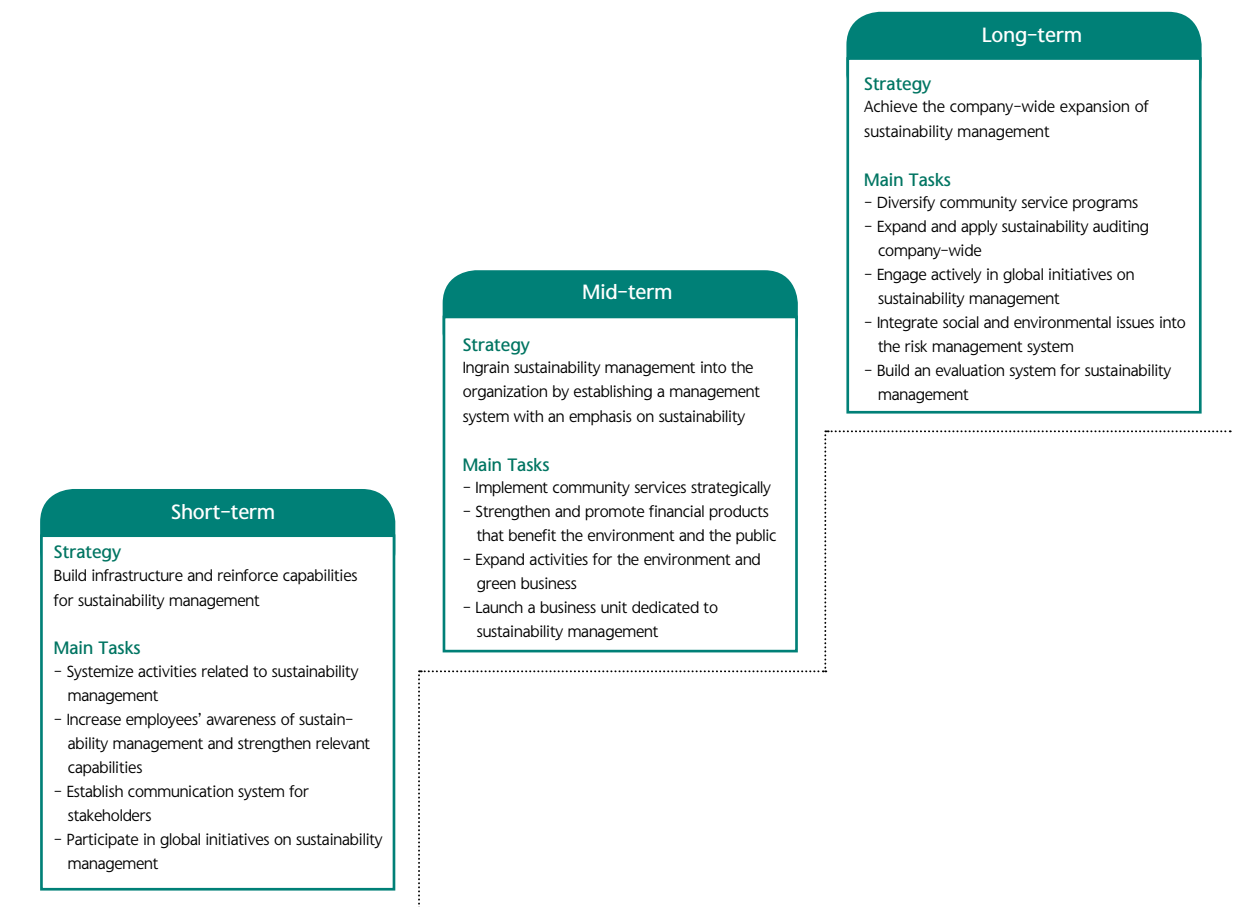 Long-term
Strategy
Achieve the company-wide expansion of
sustainability management
Main Tasks
- Diversify community service programs
- Expand and apply sustainability auditing
company-wide
- Engage actively in global initiatives on
sustainability management
- Integrate social and environmental issues into
the risk management system
- Build an evaluation system for sustainability
management
Mid-term
Strategy
Ingrain sustainability management into the
organization by establishing a management
system with an emphasis on sustainability
Main Tasks
- Implement community services strategically
- Strengthen and promote financial products
that benefit the environment and the public
- Expand activities for the environment and
green business
- Launch a business unit dedicated to
sustainability management
Short-term
Strategy
Build infrastructure and reinforce capabilities
for sustainability management
Main Tasks
- Systemize activities related to sustainability
management
- Increase employees’ awareness of sustain-
ability management and strengthen relevant
capabilities
- Establish communication system for
stakeholders
- Participate in global initiatives on sustainability
management